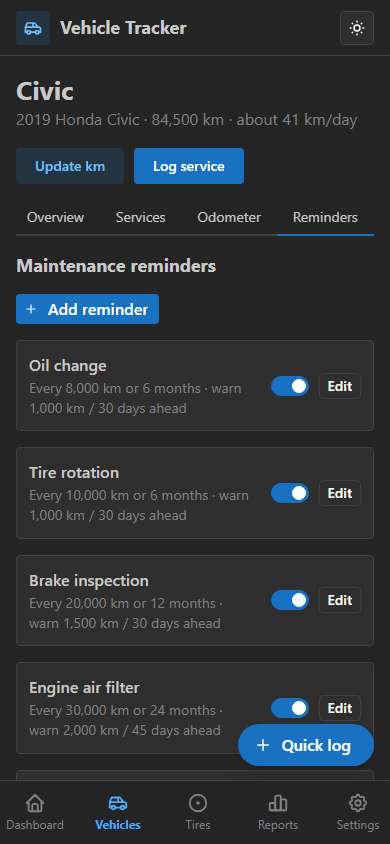 Vehicle Tracker
Civic
2019 Honda Civic · 84,500 km · about 41 km/day
Update km
Log service
Overview
Services
Odometer
Reminders
Maintenance reminders
+ Add reminder
Oil change
Every 8,000 km or 6 months · warn
1,000 km / 30 days ahead
Edit
Tire rotation
Every 10,000 km or 6 months · warn
1,000 km / 30 days ahead
Edit
Brake inspection
Every 20,000 km or 12 months ·
warn 1,500 km / 30 days ahead
Edit
Engine air filter
Every 30,000 km or 24 months ·
warn 2,000 km / 45 days ahead
Edit
+ Quick log
Dashboard
Vehicles
Tires
Reports
Settings